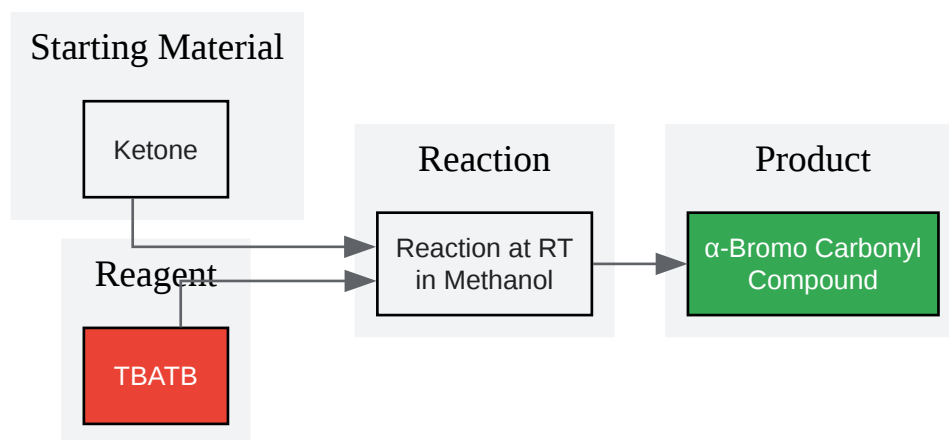 Starting Material
Ketone
Reagent
TBATB
Reaction
Reaction at RT
in Methanol
Product
α-Bromo Carbonyl
Compound